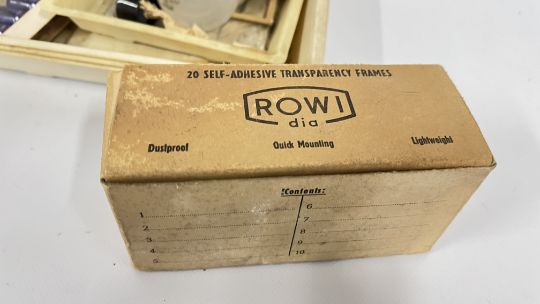 20 SELF-ADHESIVE TRANSPARENCY FRAMES
ROWI
dia
Dustproof Quick Mounting Lightweight
Contents:
1 6
2 7
3 8
4 9
5 10